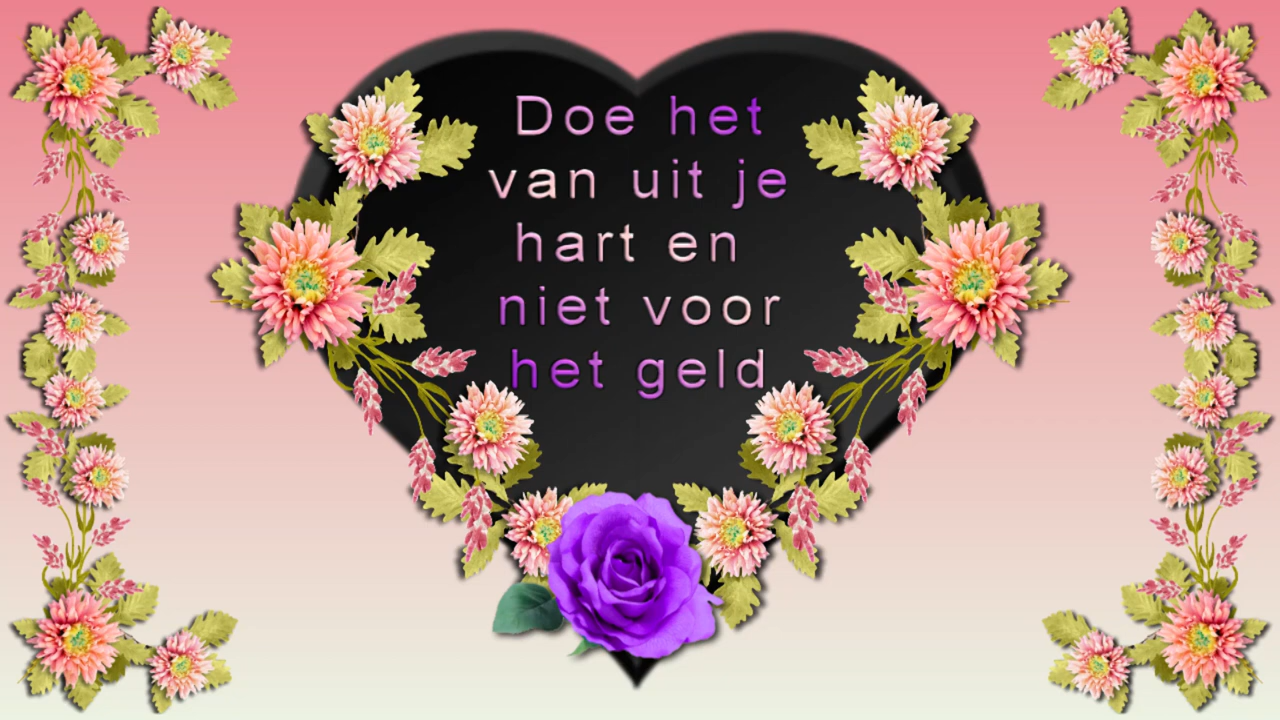 Doe het
van uit je
hart en
niet voor
het geld